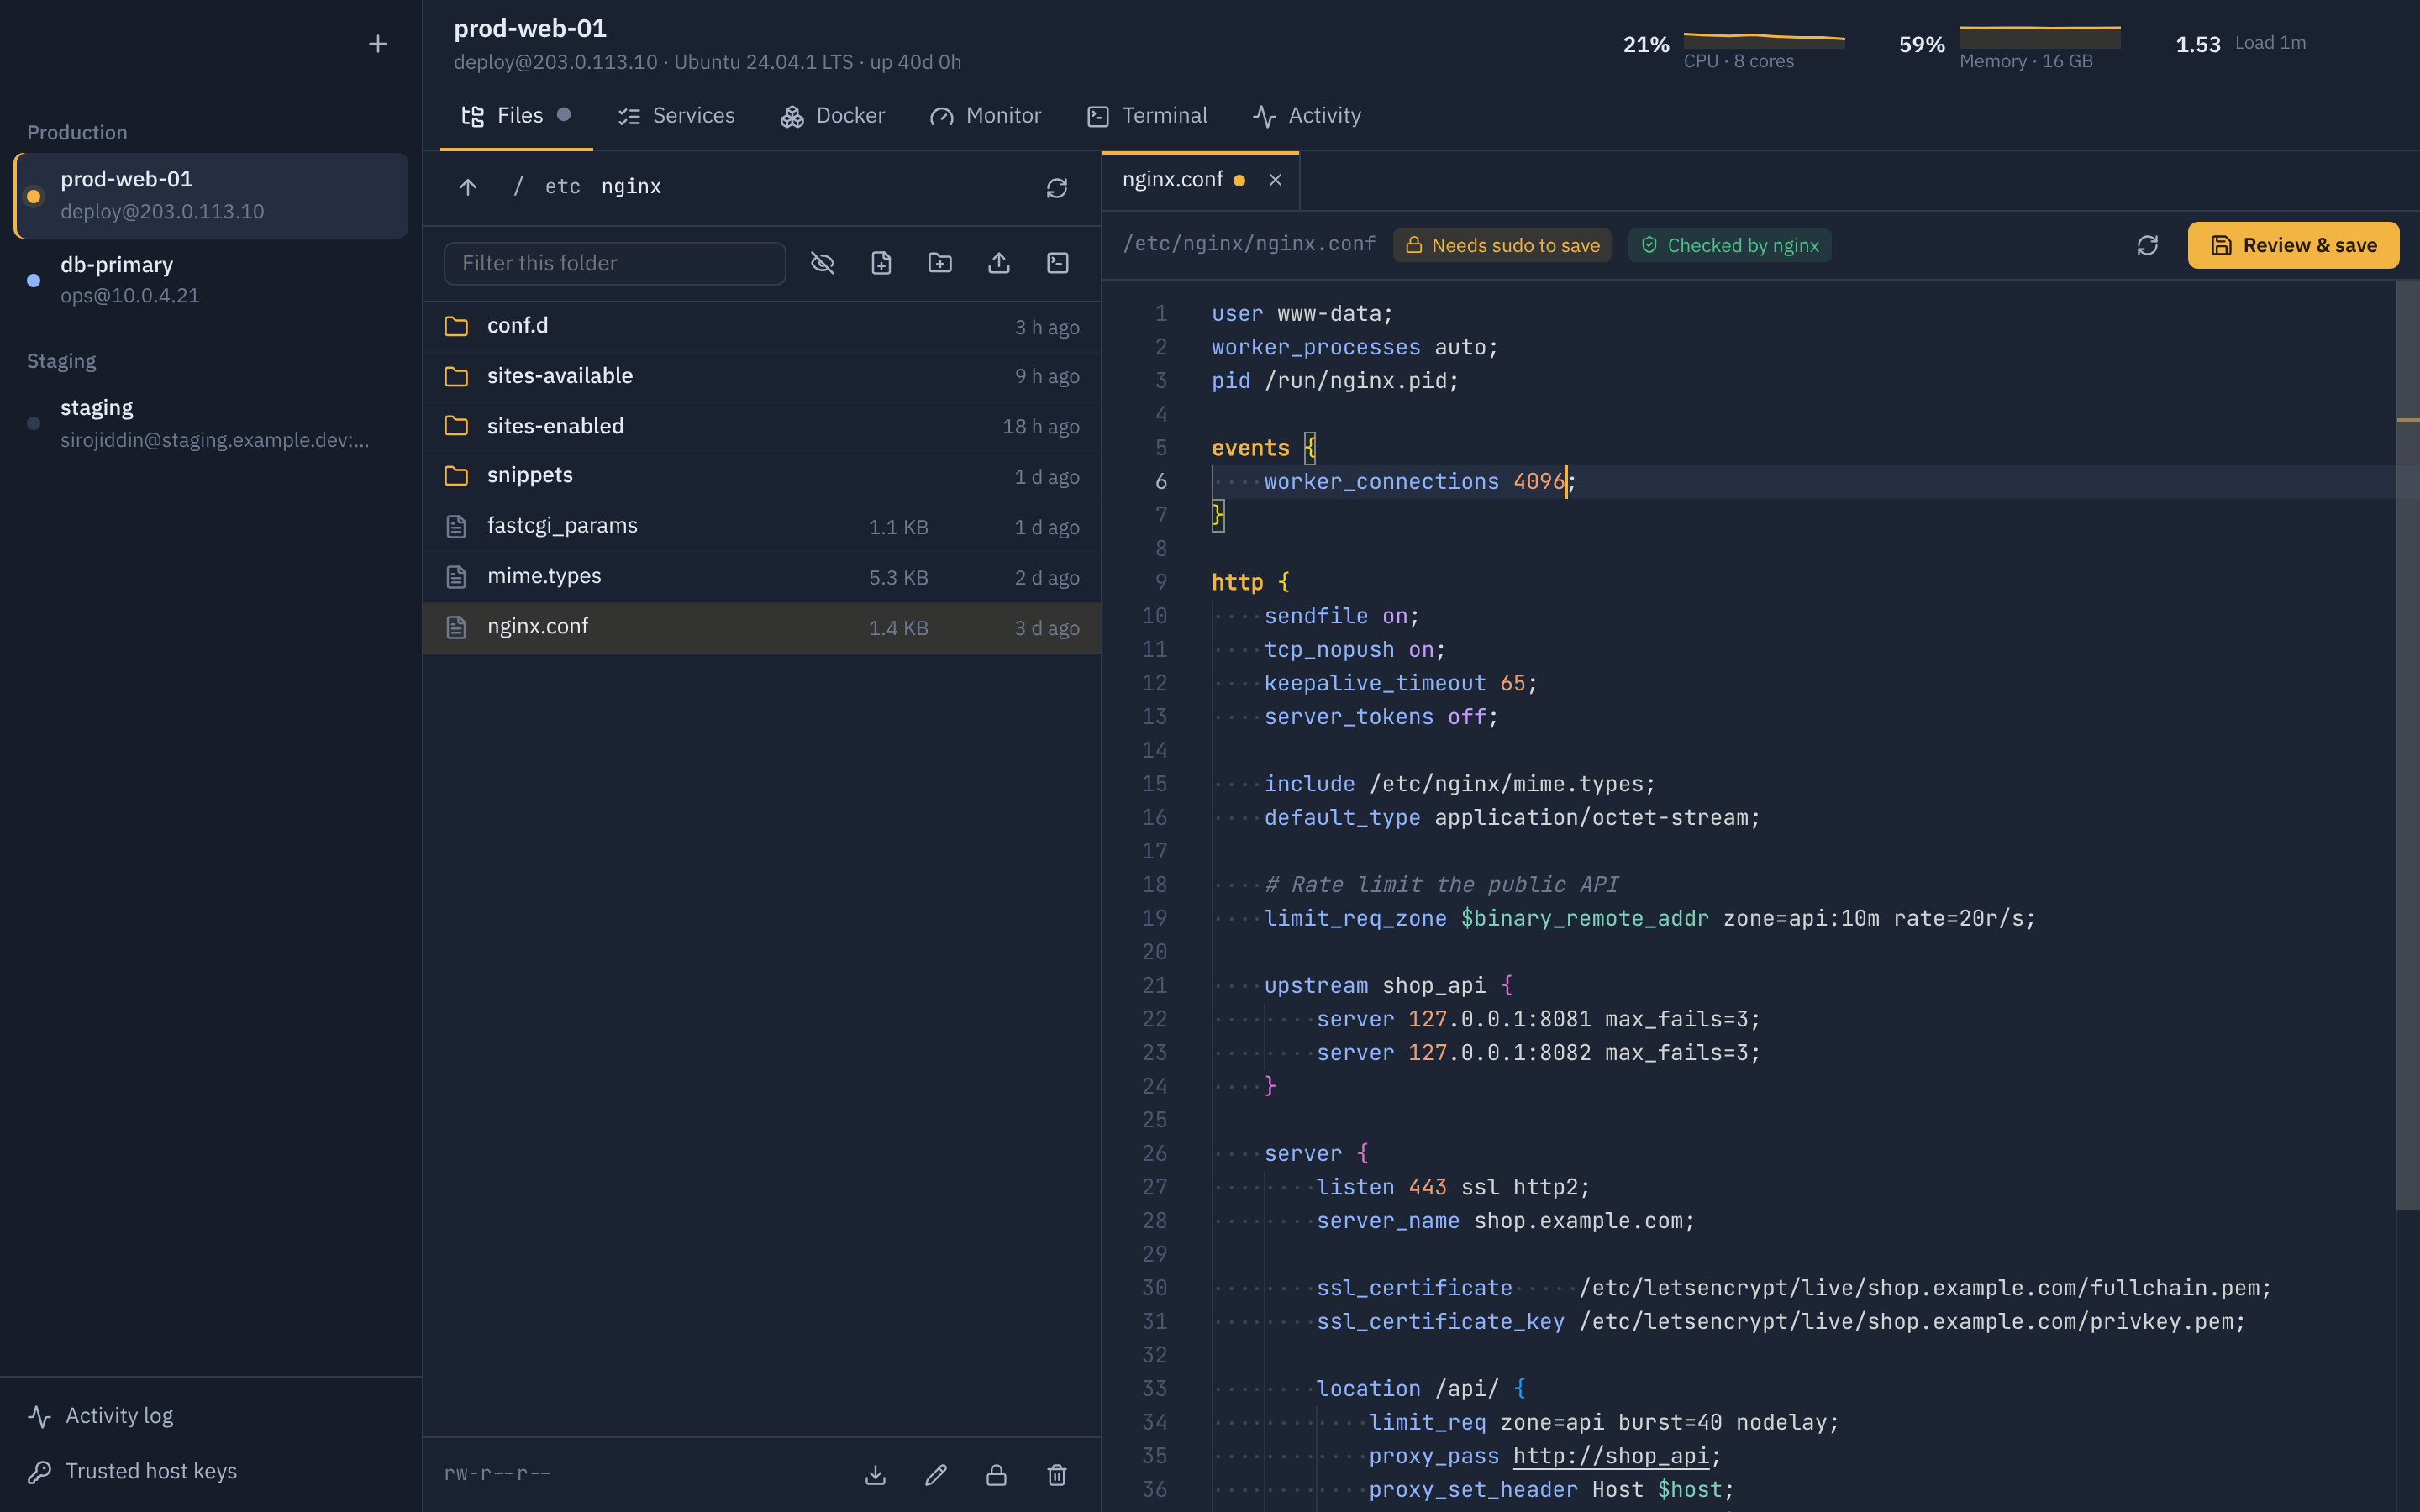 Production
prod-web-01
deploy@203.0.113.10
db-primary
ops@10.0.4.21
Staging
staging
sirojiddin@staging.example.dev:...
Activity log
Trusted host keys
prod-web-01
deploy@203.0.113.10 · Ubuntu 24.04.1 LTS · up 40d 0h
21%
CPU · 8 cores
59%
Memory · 16 GB
1.53 Load 1m
Files
Services
Docker
Monitor
Terminal
Activity
/ etc nginx
Filter this folder
conf.d 3 h ago
sites-available 9 h ago
sites-enabled 18 h ago
snippets 1 d ago
fastcgi_params 1.1 KB 1 d ago
mime.types 5.3 KB 2 d ago
nginx.conf 1.4 KB 3 d ago
rw-r--r--
nginx.conf
/etc/nginx/nginx.conf
Needs sudo to save
Checked by nginx
Review & save
1 user www-data;
2 worker_processes auto;
3 pid /run/nginx.pid;
4
5 events {
6     worker_connections 4096;
7 }
8
9 http {
10     sendfile on;
11     tcp_nopush on;
12     keepalive_timeout 65;
13     server_tokens off;
14
15     include /etc/nginx/mime.types;
16     default_type application/octet-stream;
17
18     # Rate limit the public API
19     limit_req_zone $binary_remote_addr zone=api:10m rate=20r/s;
20
21     upstream shop_api {
22         server 127.0.0.1:8081 max_fails=3;
23         server 127.0.0.1:8082 max_fails=3;
24     }
25
26     server {
27         listen 443 ssl http2;
28         server_name shop.example.com;
29
30         ssl_certificate     /etc/letsencrypt/live/shop.example.com/fullchain.pem;
31         ssl_certificate_key /etc/letsencrypt/live/shop.example.com/privkey.pem;
32
33         location /api/ {
34             limit_req zone=api burst=40 nodelay;
35             proxy_pass http://shop_api;
36             proxy_set_header Host $host;